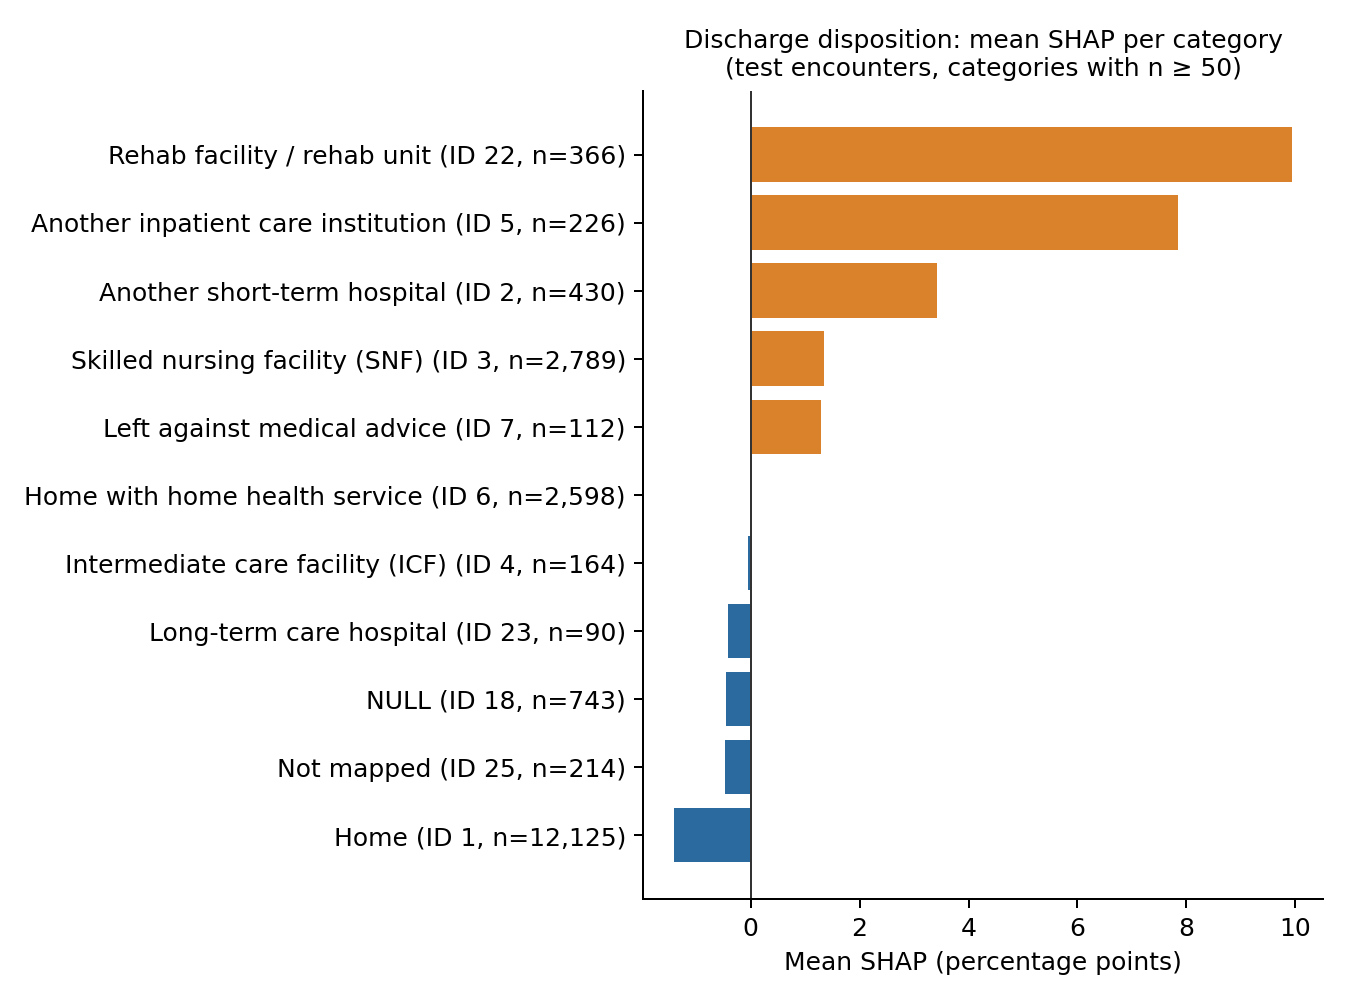 Discharge disposition: mean SHAP per category
(test encounters, categories with n ≥ 50)
Rehab facility / rehab unit (ID 22, n=366)
Another inpatient care institution (ID 5, n=226)
Another short-term hospital (ID 2, n=430)
Skilled nursing facility (SNF) (ID 3, n=2,789)
Left against medical advice (ID 7, n=112)
Home with home health service (ID 6, n=2,598)
Intermediate care facility (ICF) (ID 4, n=164)
Long-term care hospital (ID 23, n=90)
NULL (ID 18, n=743)
Not mapped (ID 25, n=214)
Home (ID 1, n=12,125)
0 2 4 6 8 10
Mean SHAP (percentage points)